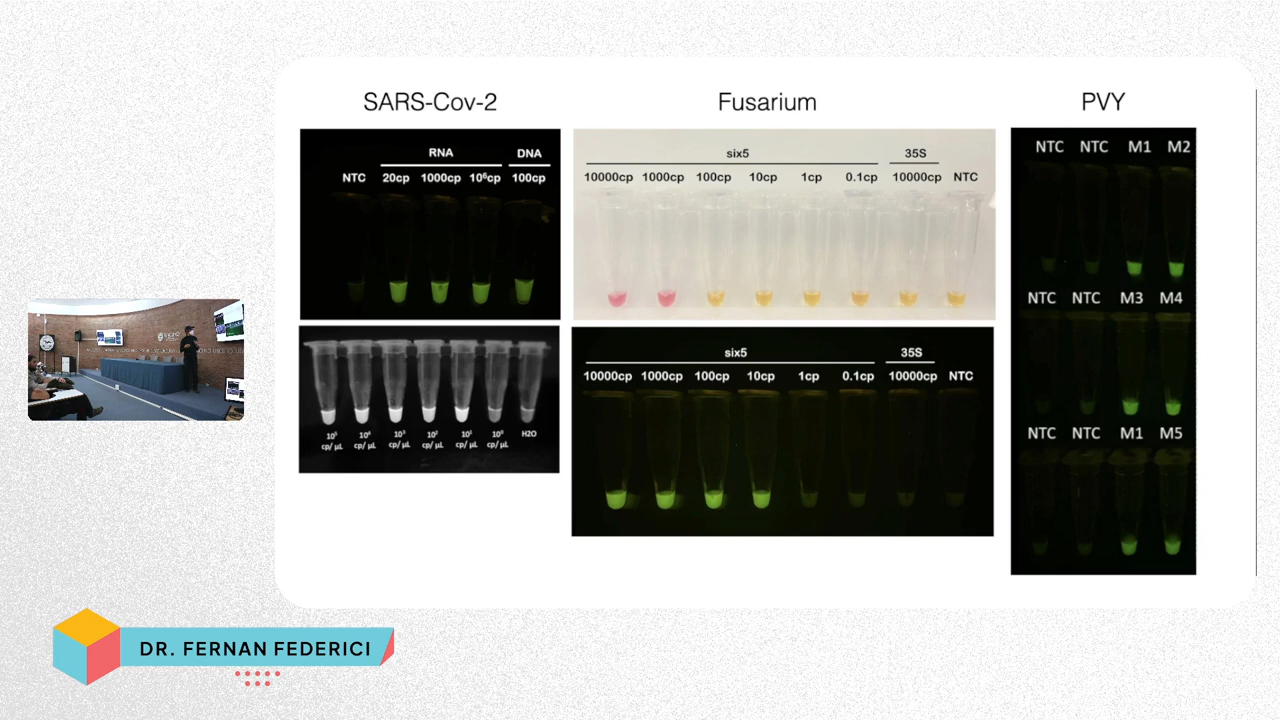 SARS-Cov-2
RNA DNA
NTC 20cp 1000cp 10⁶cp 100cp
10⁵ 10⁴ 10³ 10² 10¹ 10⁰ H2O
cp/ μL cp/ μL cp/ μL cp/ μL cp/ μL cp/ μL
Fusarium
six5 35S
10000cp 1000cp 100cp 10cp 1cp 0.1cp 10000cp NTC
six5 35S
10000cp 1000cp 100cp 10cp 1cp 0.1cp 10000cp NTC
PVY
NTC NTC M1 M2
NTC NTC M3 M4
NTC NTC M1 M5
DR. FERNAN FEDERICI